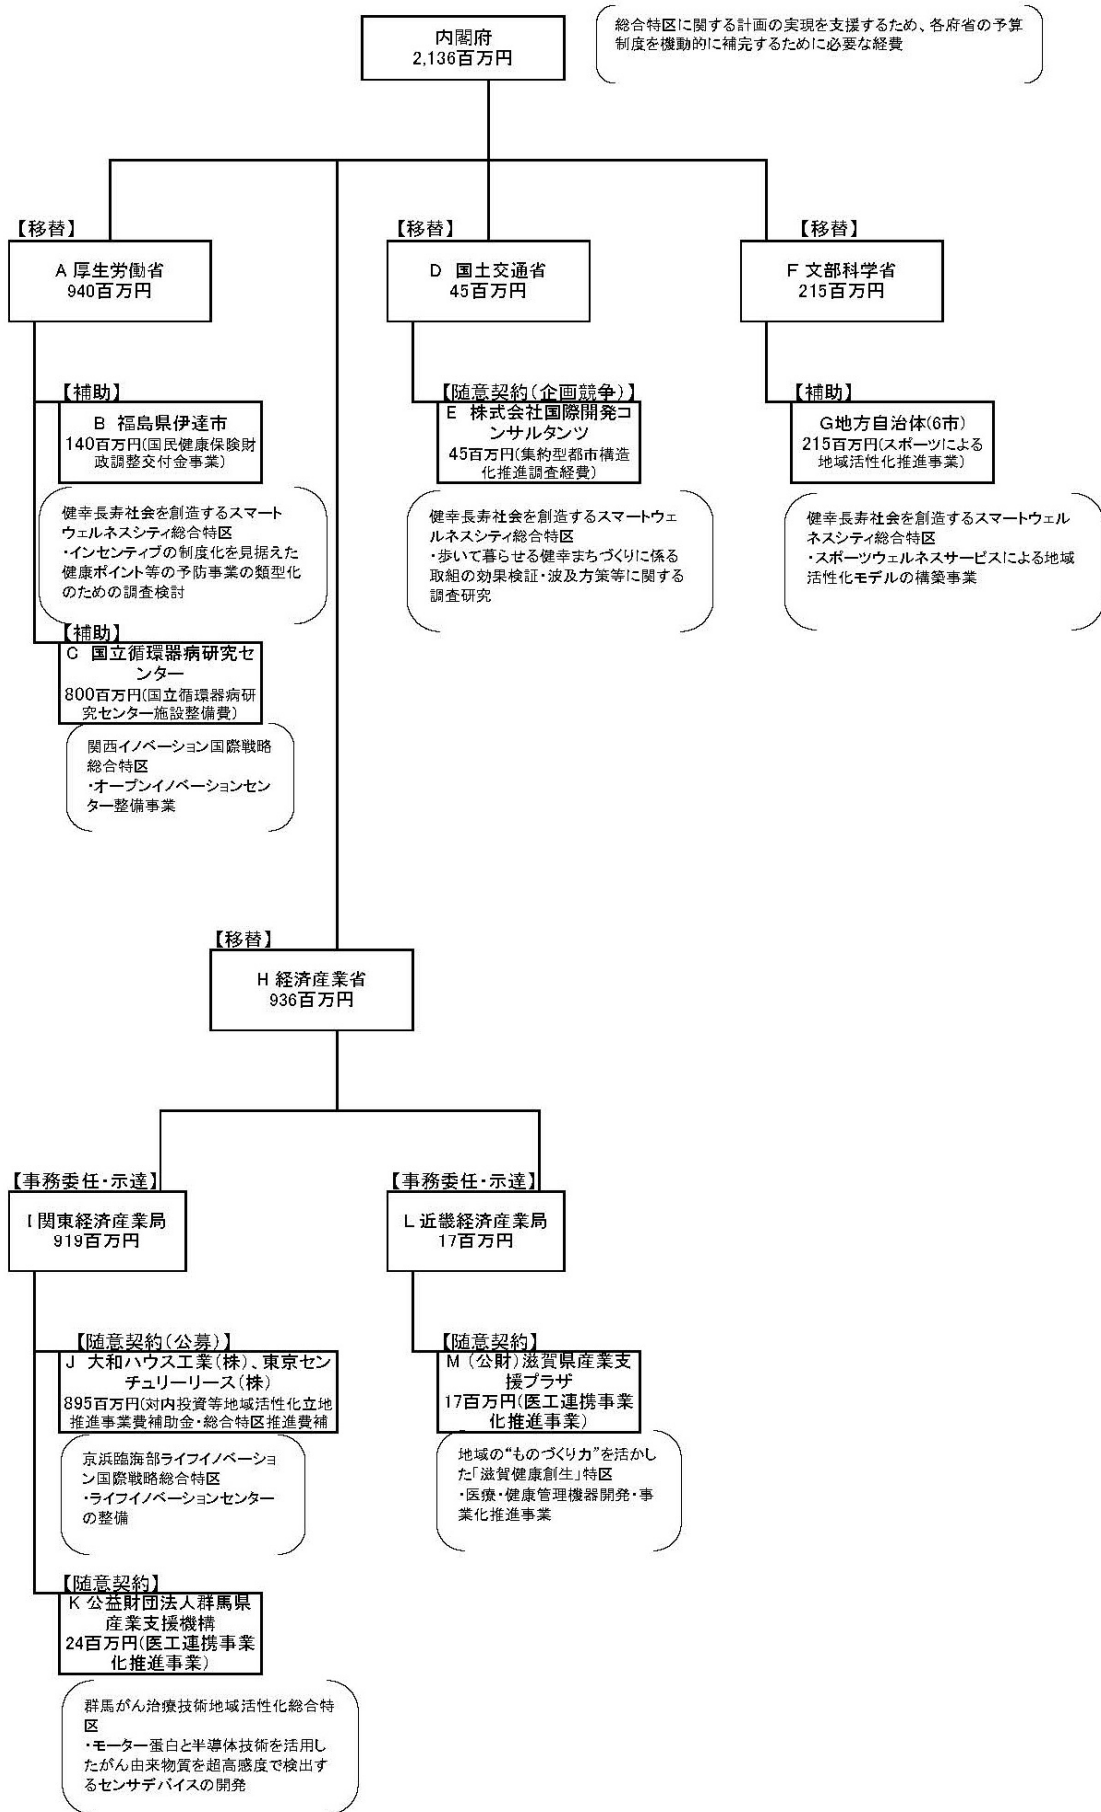 内閣府
2,136百万円
総合特区に関する計画の実現を支援するため、各府省の予算
制度を機動的に補完するために必要な経費
【移替】
A 厚生労働省
940百万円
【移替】
D 国土交通省
45百万円
【移替】
F 文部科学省
215百万円
【補助】
B 福島県伊達市
140百万円(国民健康保険財
政調整交付金事業)
健幸長寿社会を創造するスマート
ウェルネスシティ総合特区
・インセンティブの制度化を見据えた
健康ポイント等の予防事業の類型化
のための調査検討
【随意契約(企画競争)】
E 株式会社国際開発コ
ンサルタンツ
45百万円(集約型都市構造
化推進調査経費)
健幸長寿社会を創造するスマートウェ
ルネスシティ総合特区
・歩いて暮らせる健幸まちづくりに係る
取組の効果検証・波及方策等に関する
調査研究
【補助】
G地方自治体(6市)
215百万円(スポーツによる
地域活性化推進事業)
健幸長寿社会を創造するスマートウェル
ネスシティ総合特区
・スポーツウェルネスサービスによる地域
活性化モデルの構築事業
【補助】
C 国立循環器病研究セ
ンター
800百万円(国立循環器病研
究センター施設整備費)
関西イノベーション国際戦略
総合特区
・オープンイノベーションセン
ター整備事業
【移替】
H 経済産業省
936百万円
【事務委任・示達】
I 関東経済産業局
919百万円
【事務委任・示達】
L 近畿経済産業局
17百万円
【随意契約(公募)】
J 大和ハウス工業(株)、東京セン
チュリーリース(株)
895百万円(対内投資等地域活性化立地
推進事業費補助金・総合特区推進費補
京浜臨海部ライフイノベーショ
ン国際戦略総合特区
・ライフイノベーションセンター
の整備
【随意契約】
M (公財)滋賀県産業支
援プラザ
17百万円(医工連携事業
化推進事業)
地域の“ものづくり力”を活かし
た「滋賀健康創生」特区
・医療・健康管理機器開発・事
業化推進事業
【随意契約】
K 公益財団法人群馬県
産業支援機構
24百万円(医工連携事業
化推進事業)
群馬がん治療技術地域活性化総合特
区
・モーター蛋白と半導体技術を活用し
たがん由来物質を超高感度で検出す
るセンサデバイスの開発